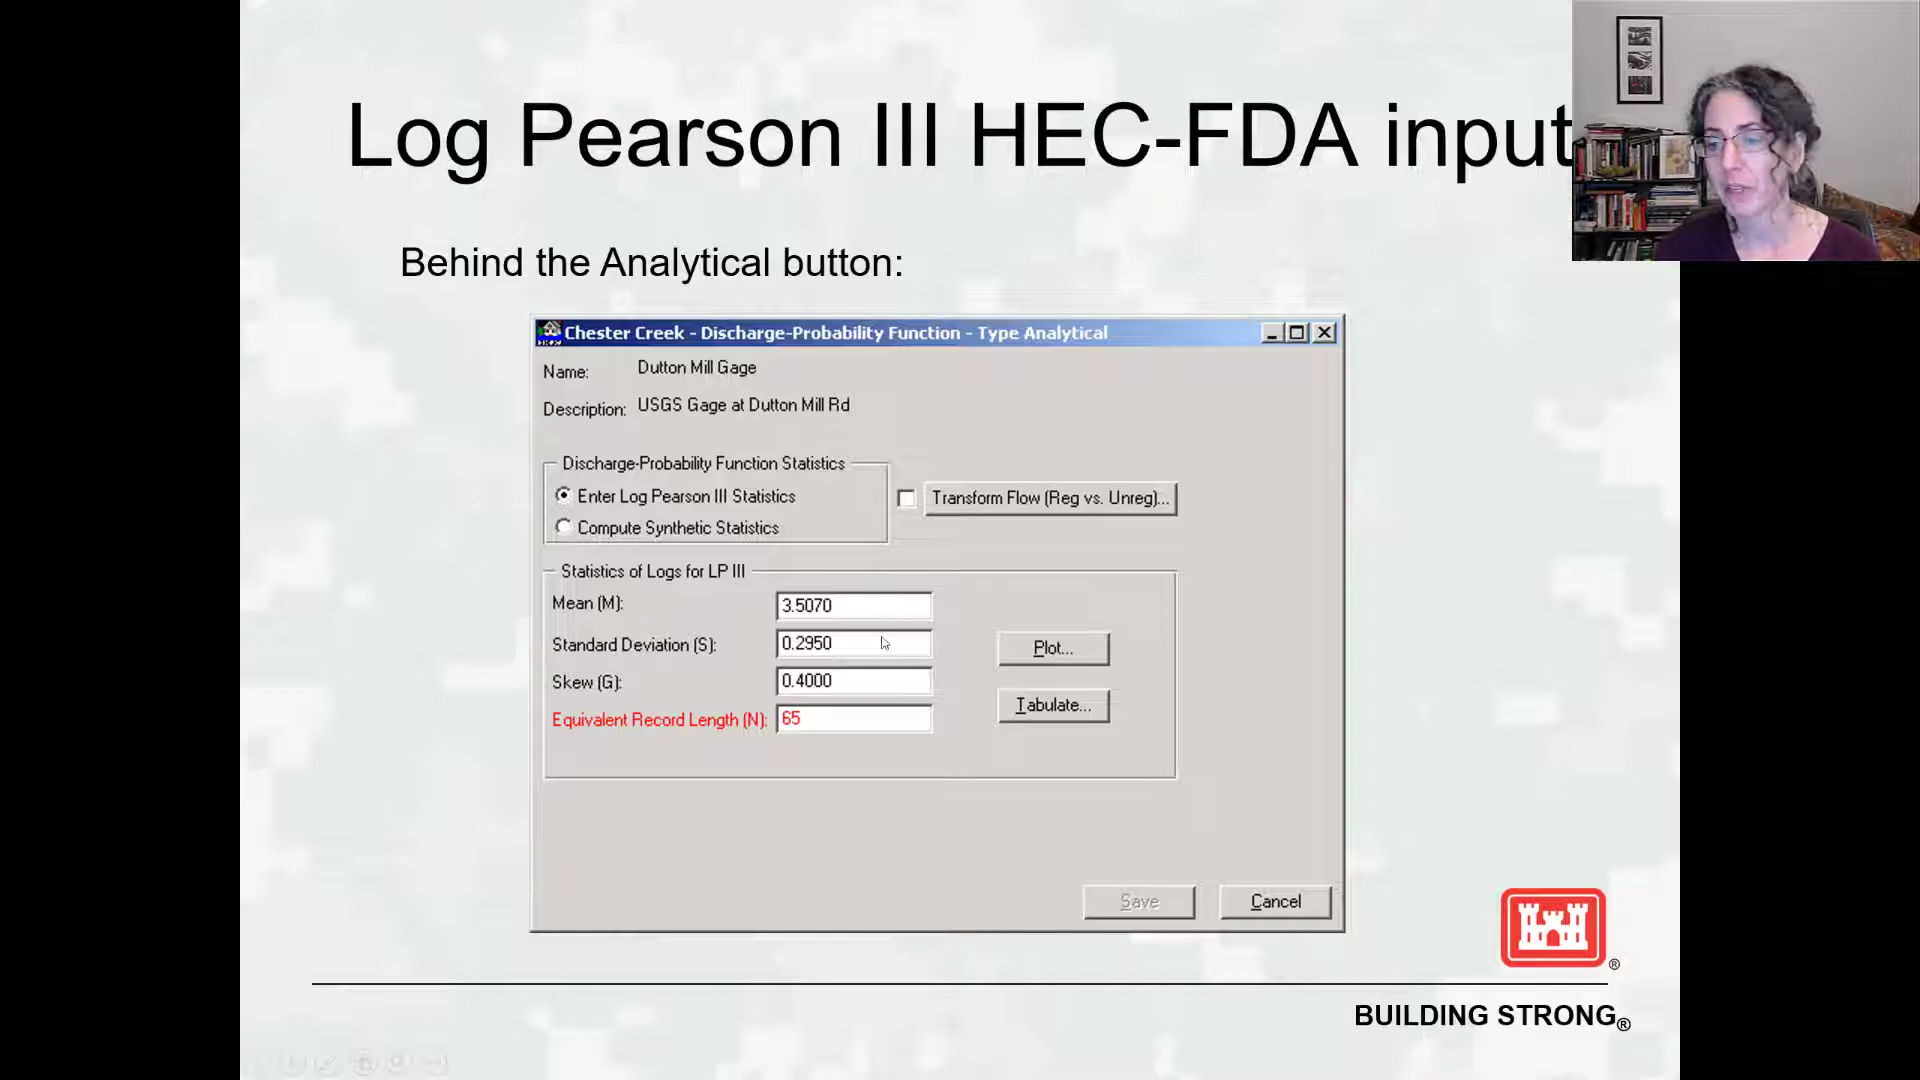 Log Pearson III HEC-FDA input
Behind the Analytical button:
Chester Creek - Discharge-Probability Function - Type Analytical
Name: Dutton Mill Gage
Description: USGS Gage at Dutton Mill Rd
Discharge-Probability Function Statistics
Enter Log Pearson III Statistics
Transform Flow (Reg vs. Unreg)...
Compute Synthetic Statistics
Statistics of Logs for LP III
Mean (M): 3.5070
Standard Deviation (S): 0.2950
Plot...
Skew (G): 0.4000
Tabulate...
Equivalent Record Length (N): 65
Save
Cancel
®
BUILDING STRONG®